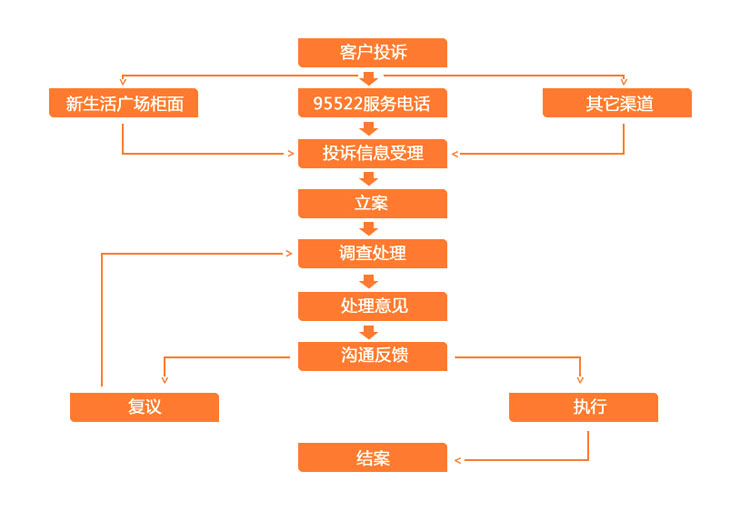 客户投诉
新生活广场柜面
95522服务电话
其它渠道
投诉信息受理
立案
调查处理
处理意见
沟通反馈
复议
执行
结案